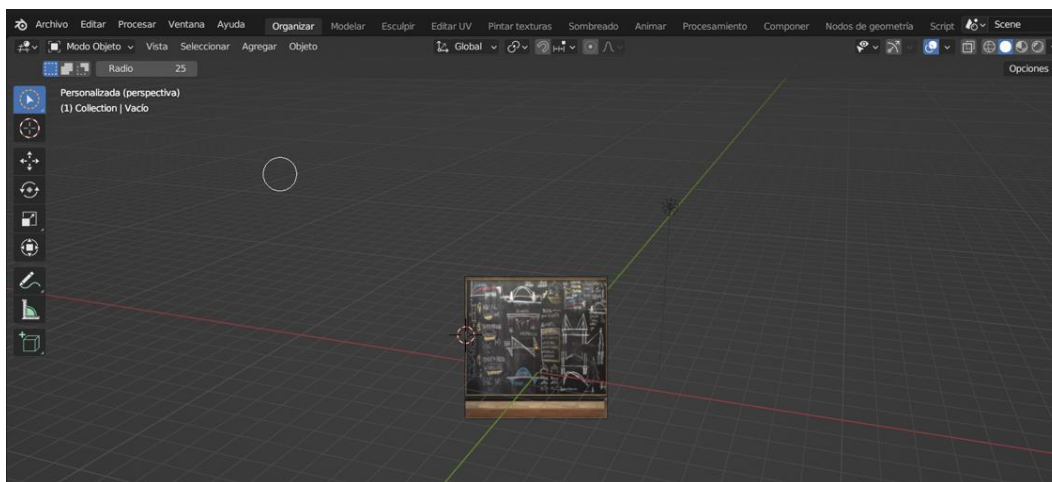 Archivo Editar Procesar Ventana Ayuda Organizar Modelar Esculpir Editar UV Pintar texturas Sombreado Animar Procesamiento Componer Nodos de geometría Script Scene
Modo Objeto Vista Seleccionar Agregar Objeto Global
Radio 25 Opciones
Personalizada (perspectiva)
(1) Collection | Vacío